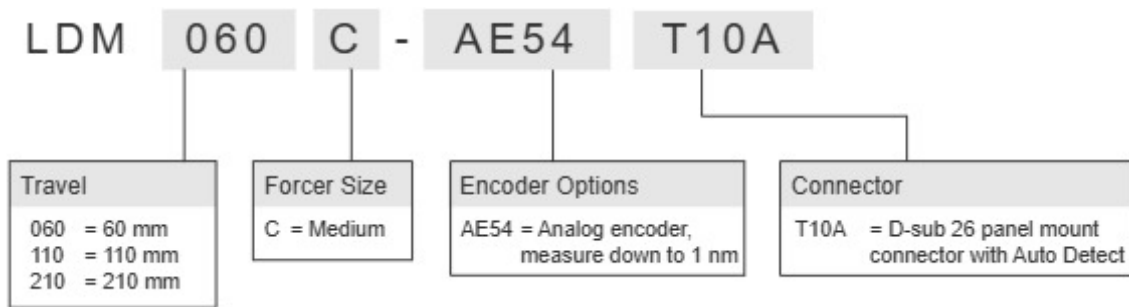 LDM 060 C - AE54 T10A
Travel
060 = 60 mm
110 = 110 mm
210 = 210 mm
Forcer Size
C = Medium
Encoder Options
AE54 = Analog encoder,
measure down to 1 nm
Connector
T10A = D-sub 26 panel mount
connector with Auto Detect